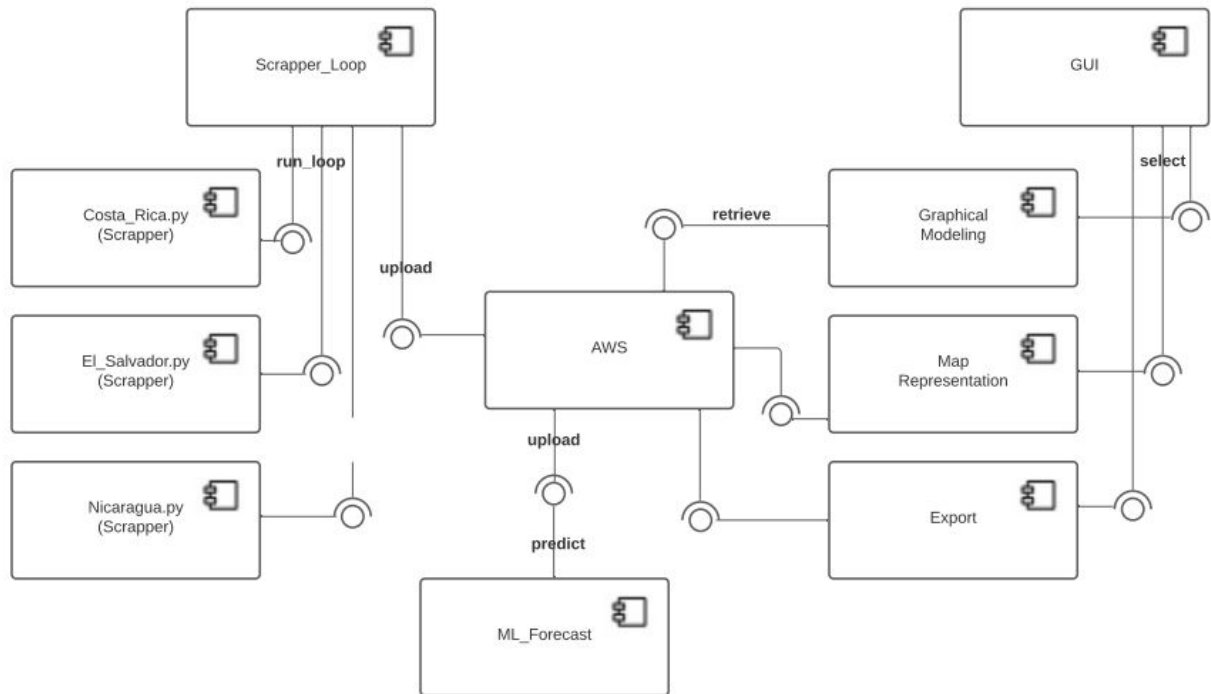 Scrapper_Loop
GUI
run_loop
select
Costa_Rica.py
(Scrapper)
retrieve
Graphical
Modeling
upload
El_Salvador.py
(Scrapper)
AWS
Map
Representation
upload
Nicaragua.py
(Scrapper)
Export
predict
ML_Forecast